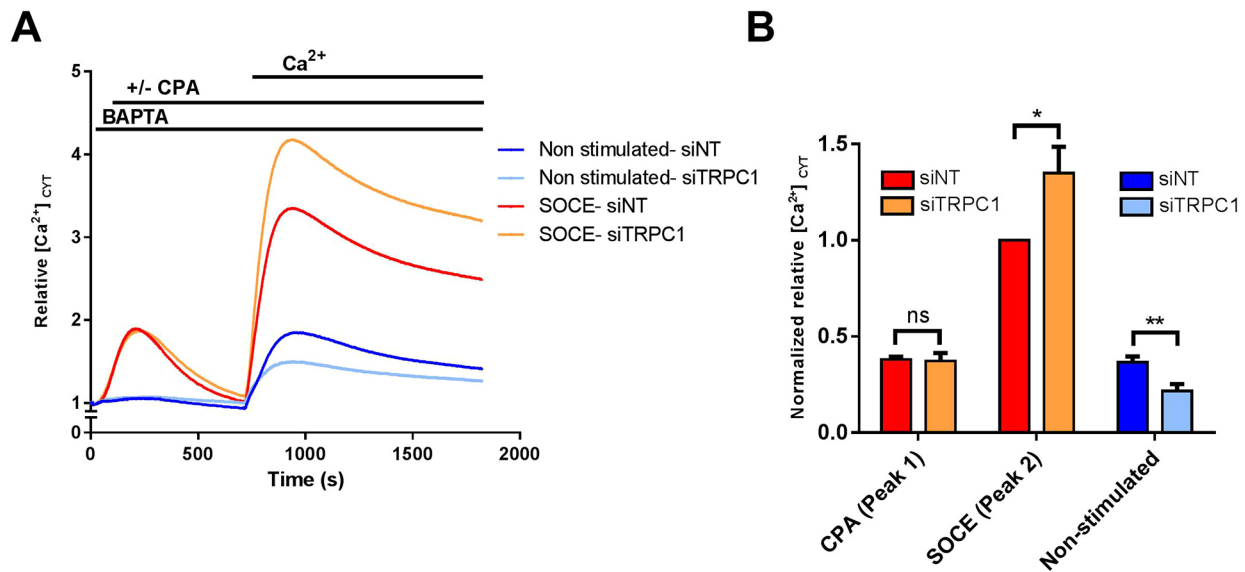 A
Ca2+
+/- CPA
BAPTA
5
4
3
2
1
0
Relative [Ca2+] CYT
0
500
1000
1500
2000
Time (s)
Non stimulated- siNT
Non stimulated- siTRPC1
SOCE- siNT
SOCE- siTRPC1
B
Normalized relative [Ca2+] CYT
1.5
1.0
0.5
0.0
siNT
siTRPC1
siNT
siTRPC1
ns
*
**
CPA (Peak 1)
SOCE (Peak 2)
Non-stimulated